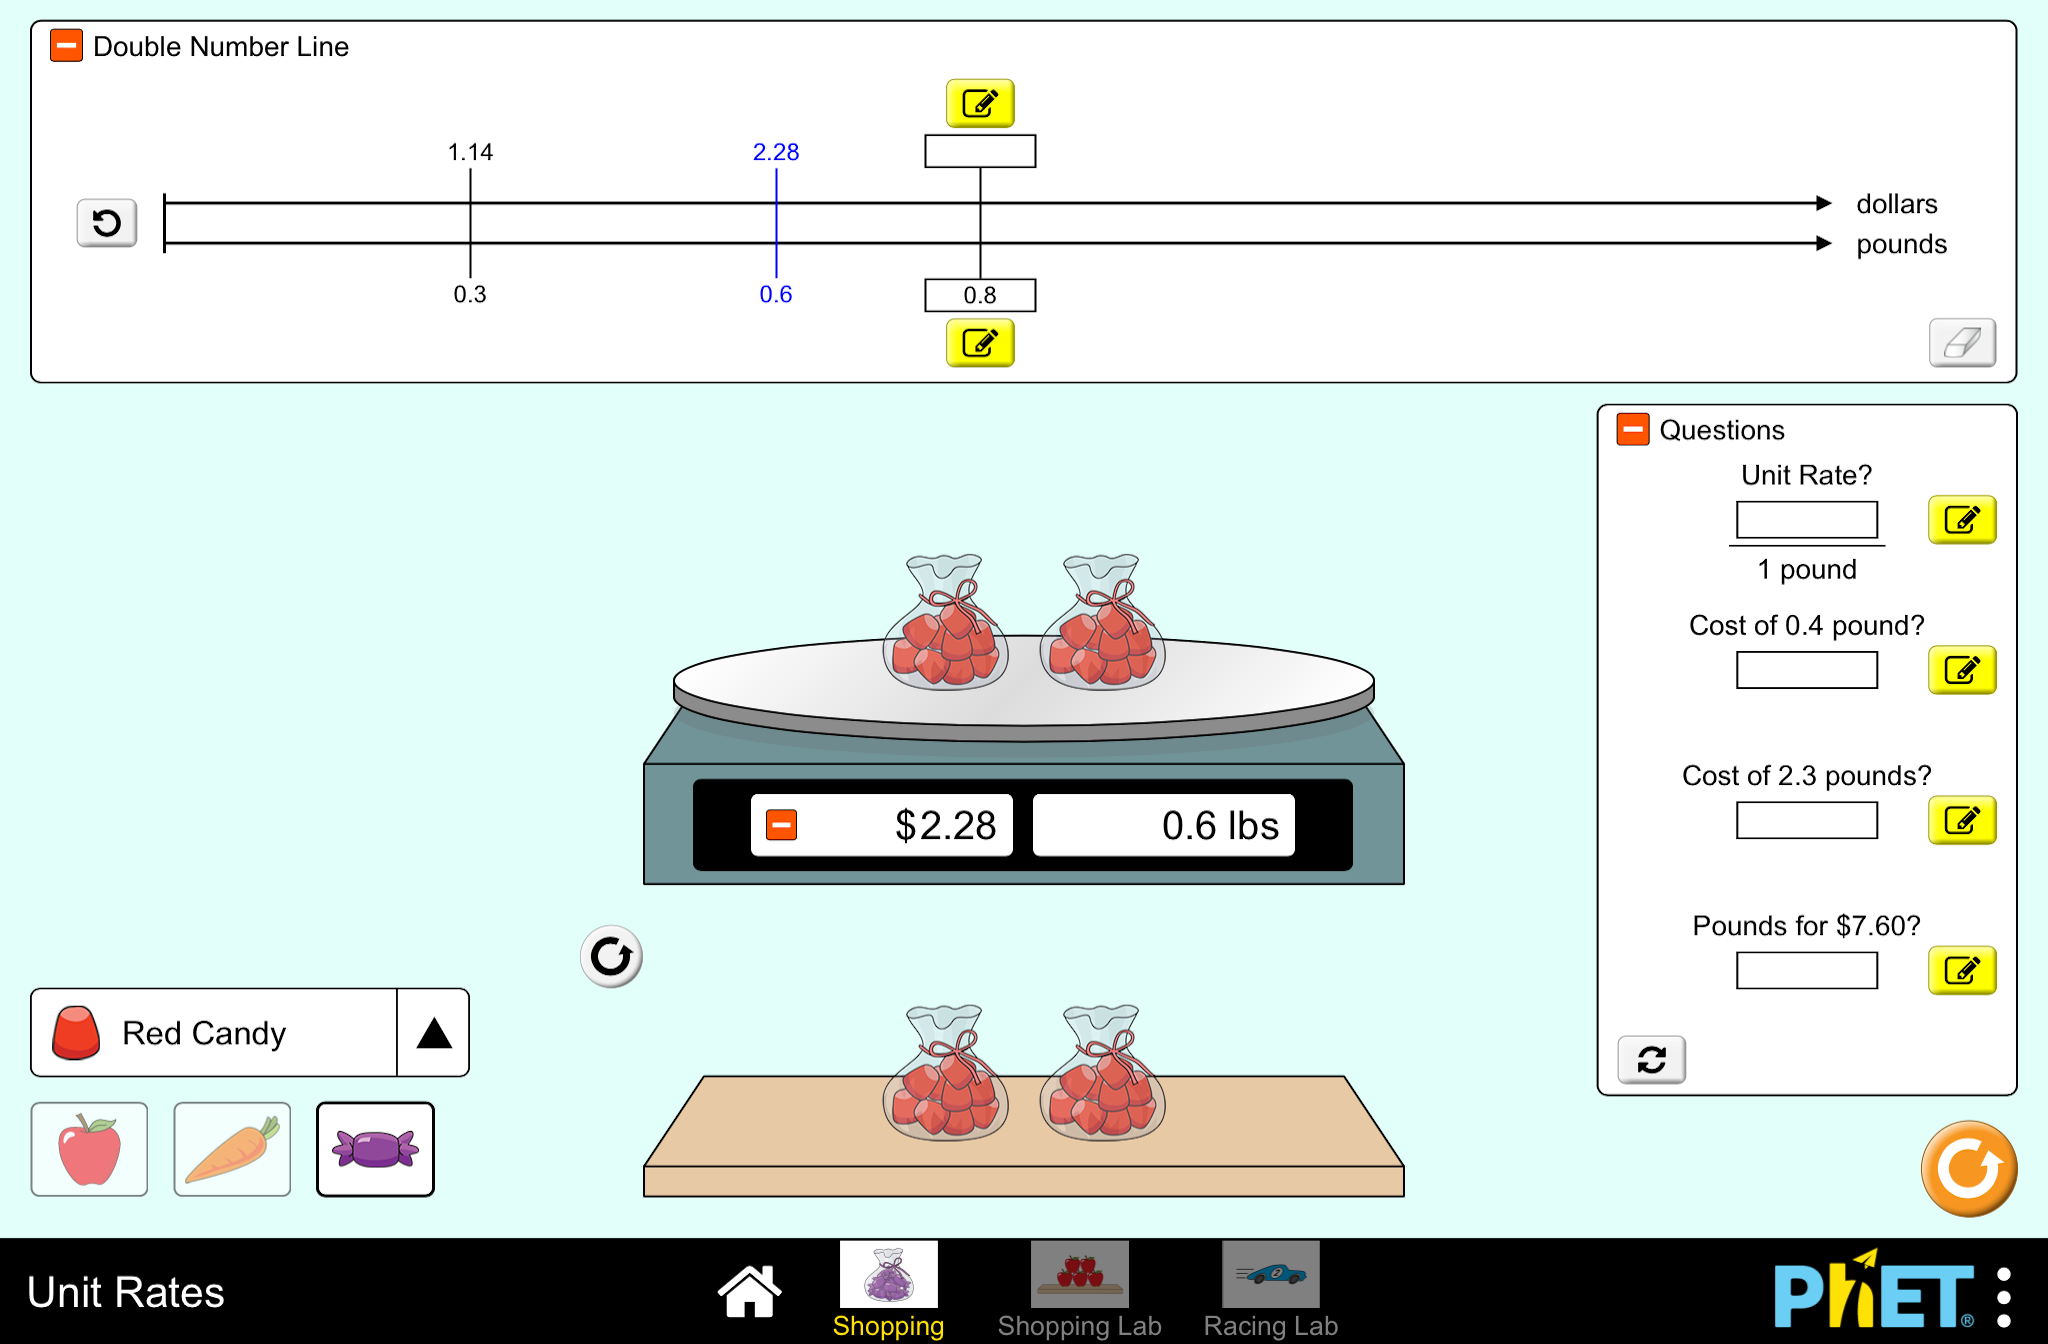 Double Number Line
1.14
2.28
dollars
pounds
0.3
0.6
0.8
Questions
Unit Rate?
1 pound
Cost of 0.4 pound?
Cost of 2.3 pounds?
Pounds for $7.60?
$2.28
0.6 lbs
Red Candy
Unit Rates
Shopping
Shopping Lab
Racing Lab
PhET®